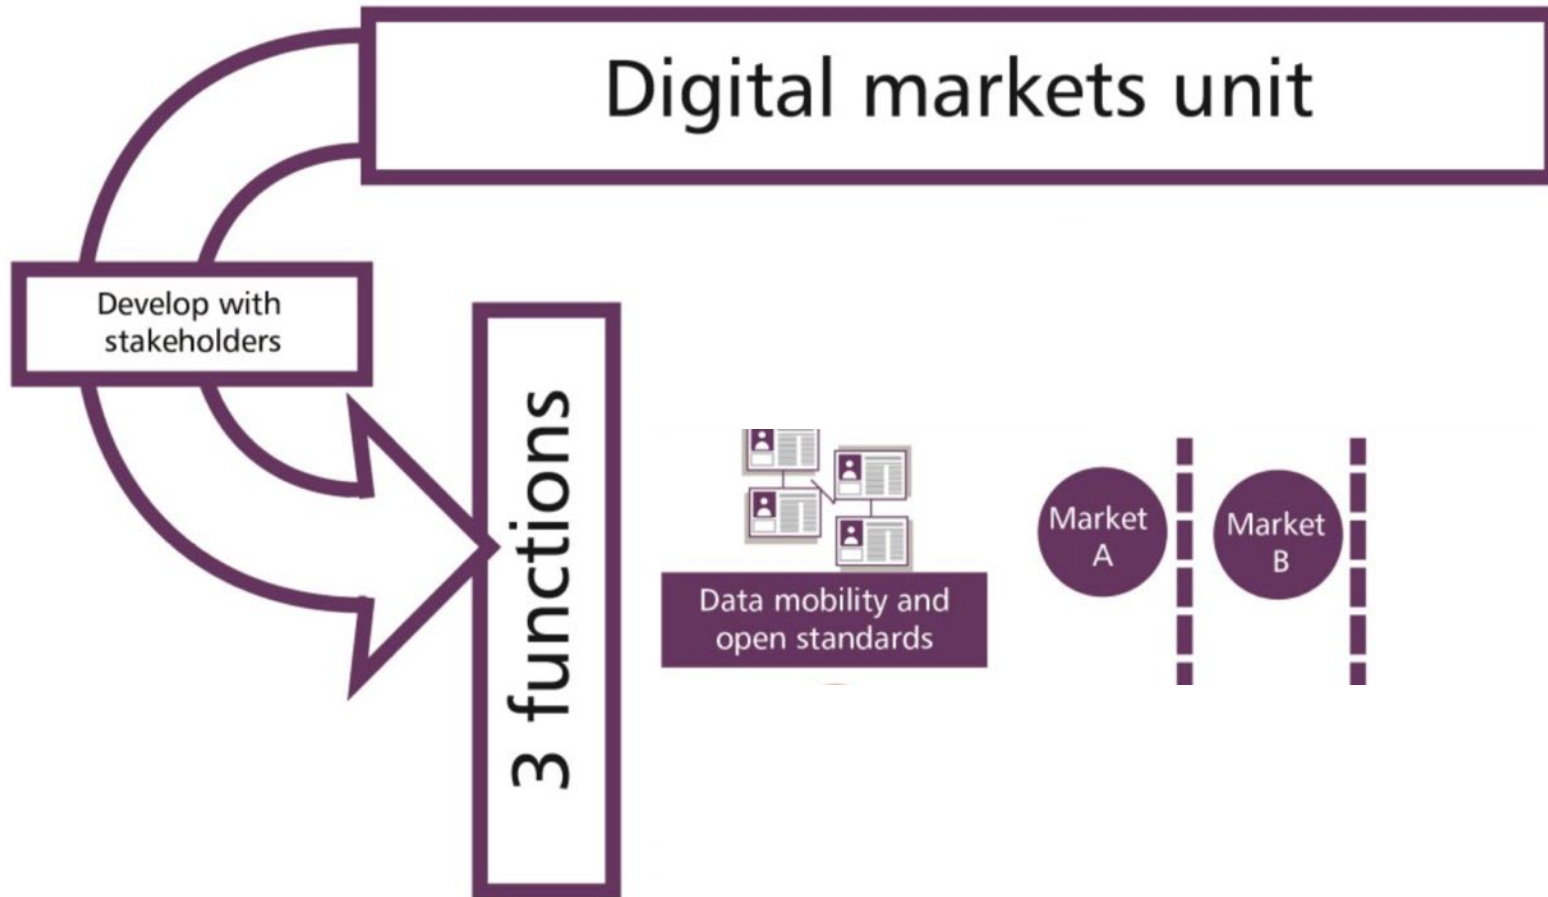 Digital markets unit
Develop with
stakeholders
3 functions
Data mobility and
open standards
Market
A
Market
B